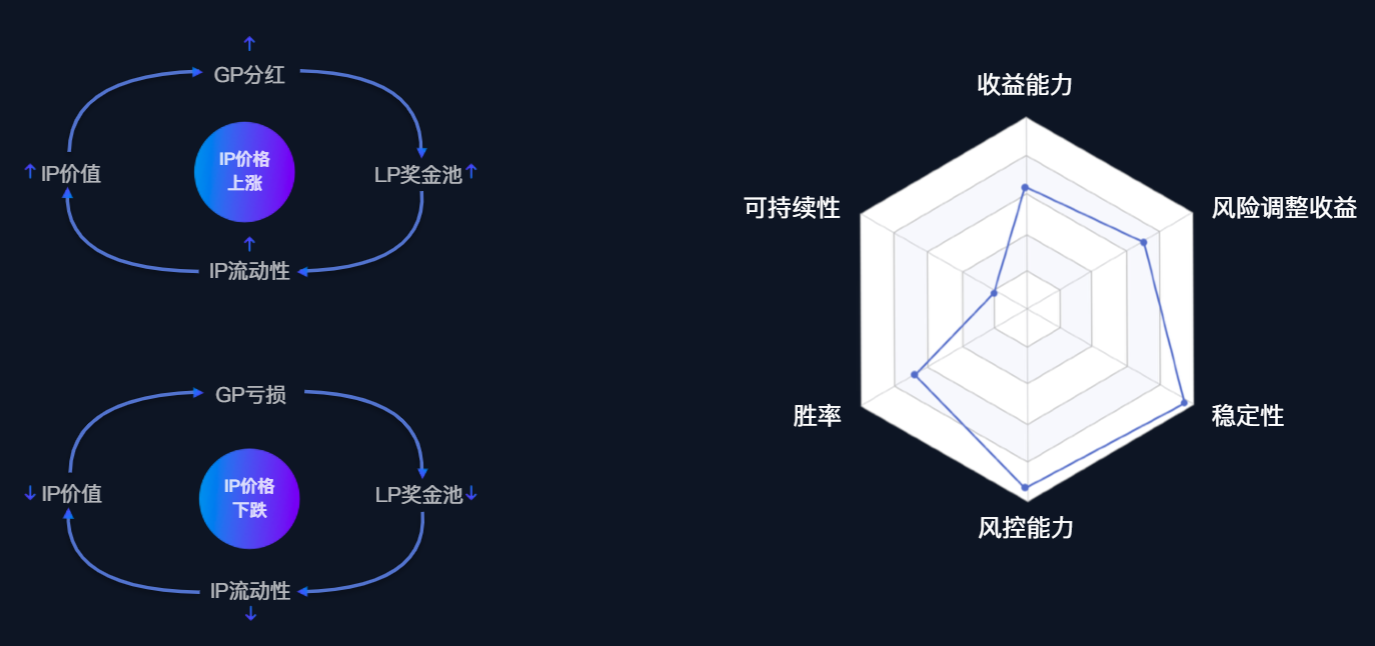 ↑
GP分红
↑IP价值
IP价格
上涨
LP奖金池↑
↑
IP流动性
GP亏损
↓IP价值
IP价格
下跌
LP奖金池↓
IP流动性
↓
收益能力
可持续性
风险调整收益
胜率
稳定性
风控能力